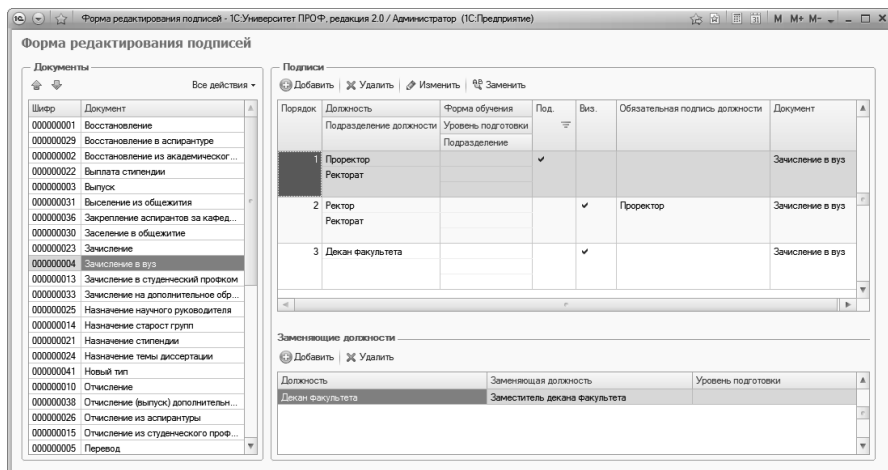 Форма редактирования подписей - 1С:Университет ПРОФ, редакция 2.0 / Администратор (1С:Предприятие)
M M+ M-
Форма редактирования подписей
Документы
Все действия
Шифр Документ
000000001 Восстановление
000000029 Восстановление в аспирантуре
000000002 Восстановление из академическог...
000000022 Выплата стипендии
000000003 Выпуск
000000031 Выселение из общежития
000000036 Закрепление аспирантов за кафед...
000000030 Заселение в общежитие
000000023 Зачисление
000000004 Зачисление в вуз
000000013 Зачисление в студенческий профком
000000033 Зачисление на дополнительное обр...
000000025 Назначение научного руководителя
000000014 Назначение старост групп
000000021 Назначение стипендии
000000024 Назначение темы диссертации
000000041 Новый тип
000000010 Отчисление
000000038 Отчисление (выпуск) дополнительн...
000000026 Отчисление из аспирантуры
000000015 Отчисление из студенческого проф...
000000005 Перевод
Подписи
Добавить Удалить Изменить Заменить
Порядок Должность Форма обучения Под. Виз. Обязательная подпись должности Документ
Подразделение должности Уровень подготовки
Подразделение
1 Проректор Зачисление в вуз
Ректорат
2 Ректор Проректор Зачисление в вуз
Ректорат
3 Декан факультета Зачисление в вуз
Заменяющие должности
Добавить Удалить
Должность Заменяющая должность Уровень подготовки
Декан факультета Заместитель декана факультета